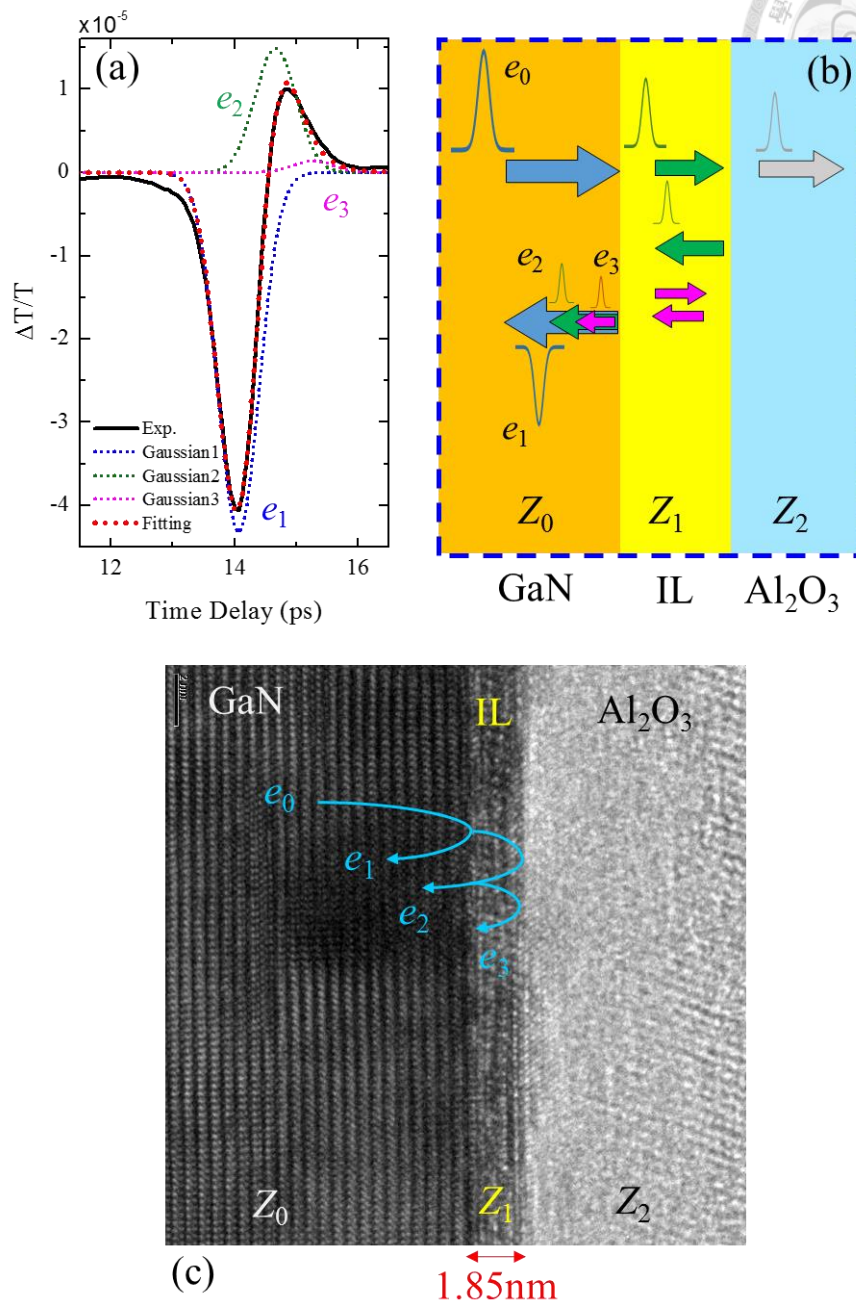 學
×10⁻⁵
(a)
1
0
-1
-2
-3
-4
ΔT/T
e₂
e₃
e₁
Exp.
Gaussian1
Gaussian2
Gaussian3
Fitting
12
14
16
Time Delay (ps)
(b)
e₀
e₂
e₃
e₁
Z₀
Z₁
Z₂
GaN
IL
Al₂O₃
GaN
IL
Al₂O₃
e₀
e₁
e₂
e₃
Z₀
Z₁
Z₂
(c)
1.85nm